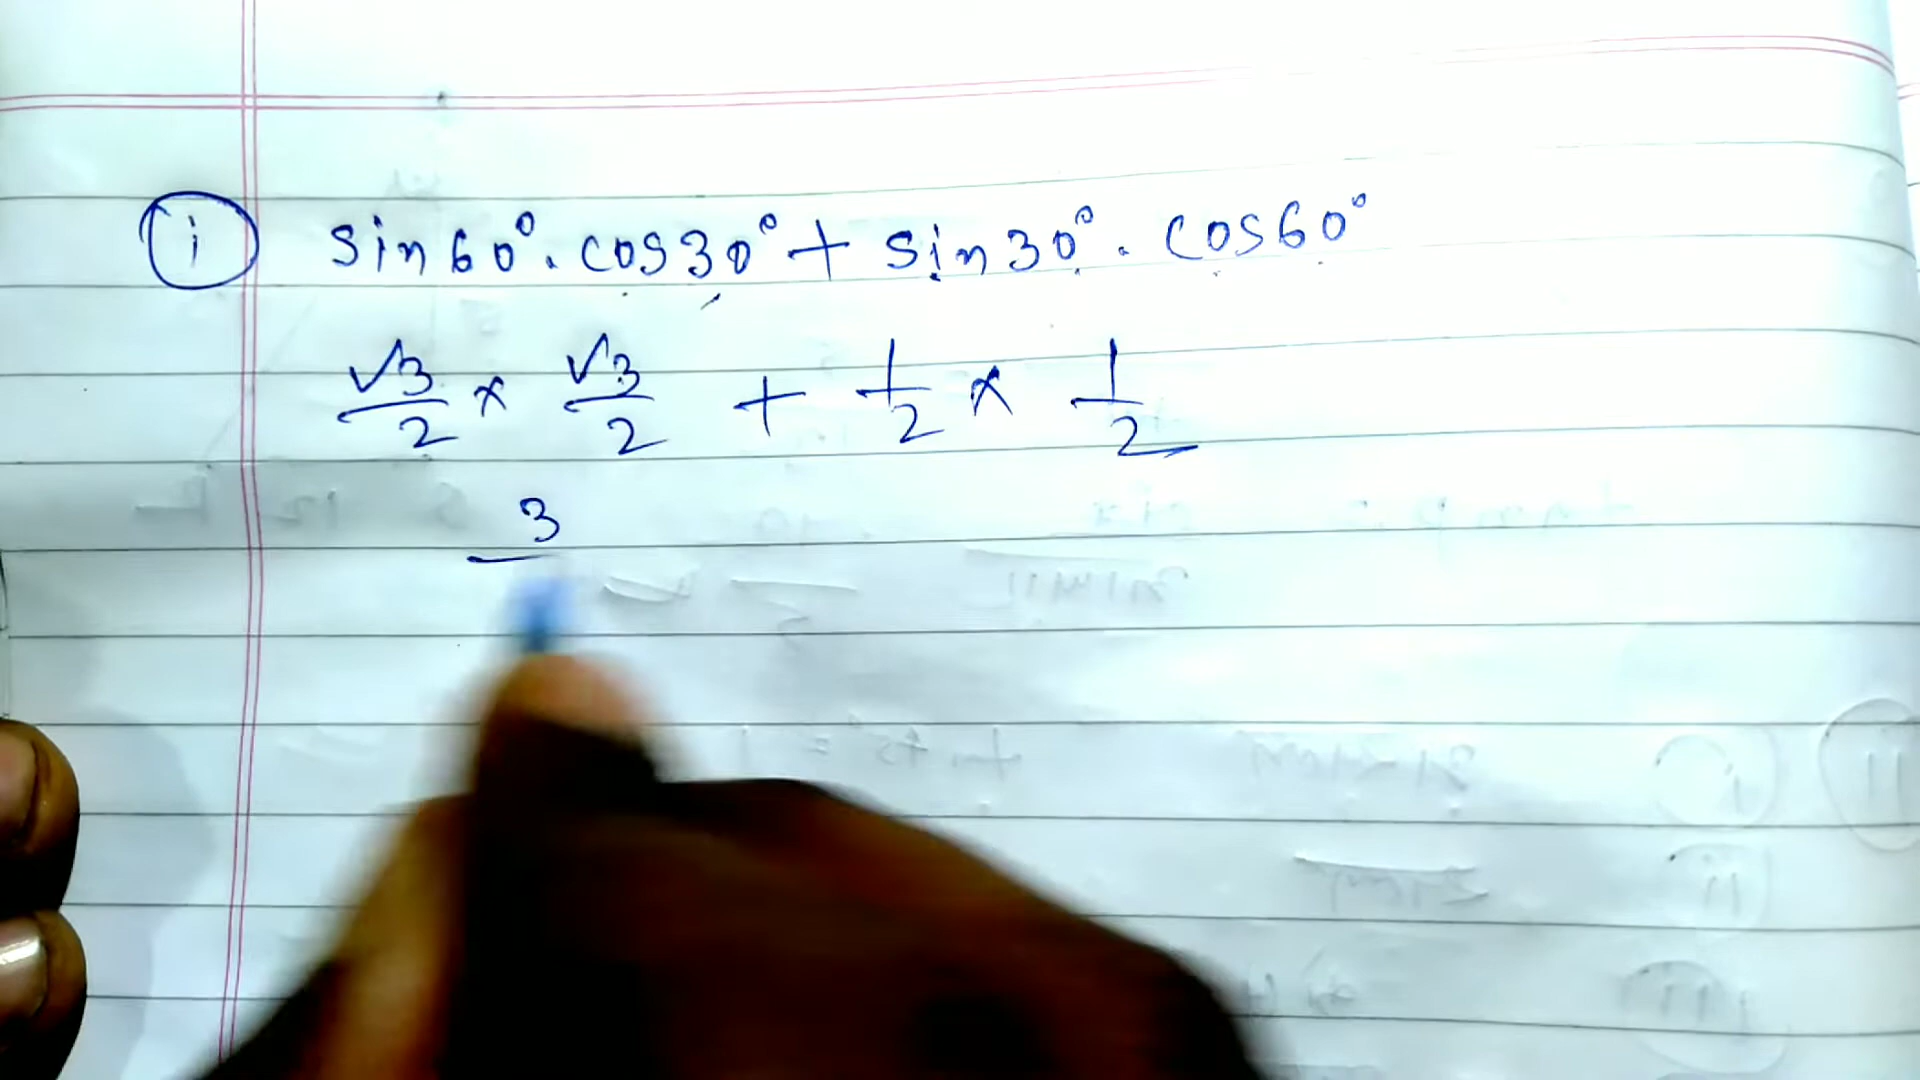 i sin60°. cos30° + sin30°. cos60°
√3/2 × √3/2 + 1/2 × 1/2
3